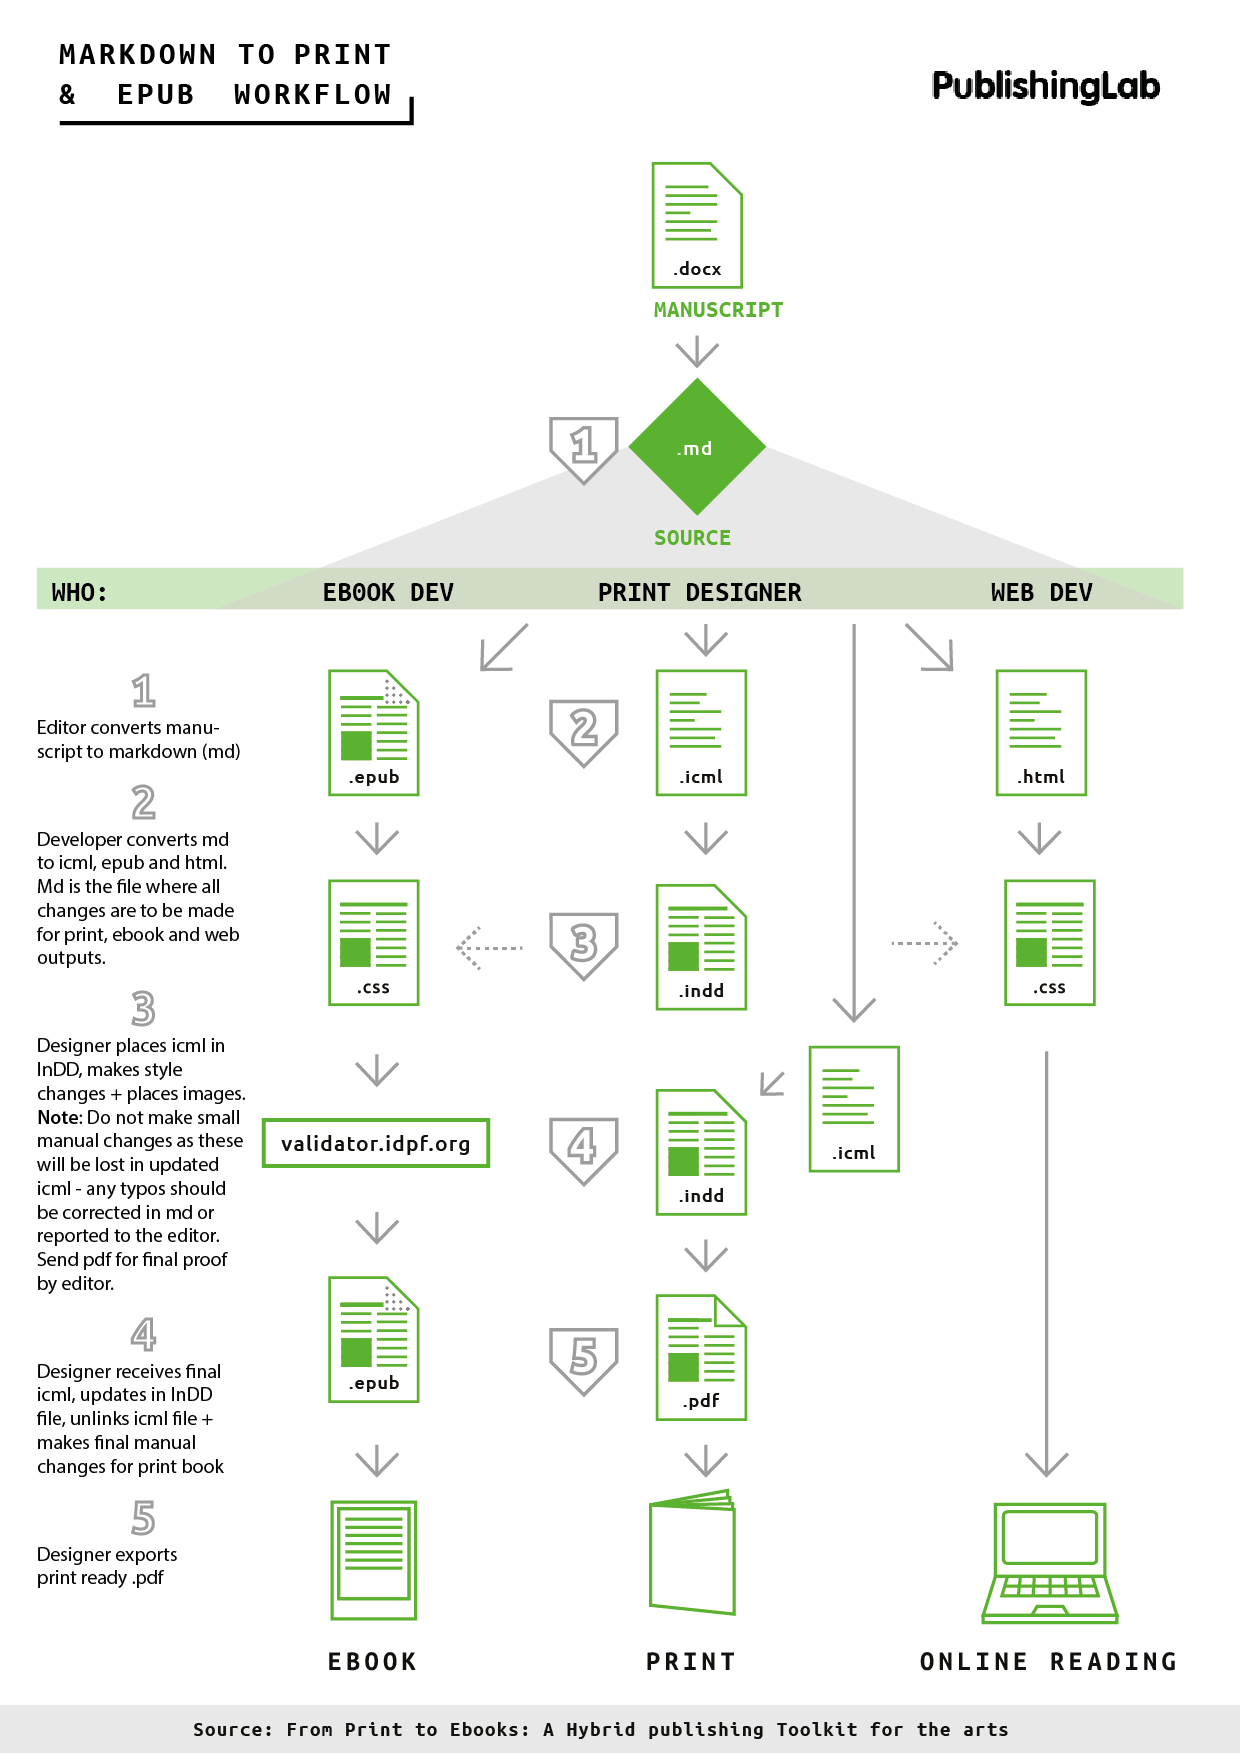 MARKDOWN TO PRINT
& EPUB WORKFLOW
PublishingLab
.docx
MANUSCRIPT
1
.md
SOURCE
WHO:
EBOOK DEV
PRINT DESIGNER
WEB DEV
1
Editor converts manu-
script to markdown (md)
2
Developer converts md
to icml, epub and html.
Md is the file where all
changes are to be made
for print, ebook and web
outputs.
3
Designer places icml in
InDD, makes style
changes + places images.
Note: Do not make small
manual changes as these
will be lost in updated
icml - any typos should
be corrected in md or
reported to the editor.
Send pdf for final proof
by editor.
4
Designer receives final
icml, updates in InDD
file, unlinks icml file +
makes final manual
changes for print book
5
Designer exports
print ready .pdf
.epub
2
.icml
.html
.css
3
.indd
.css
validator.idpf.org
4
.indd
.icml
.epub
5
.pdf
EBOOK
PRINT
ONLINE READING
Source: From Print to Ebooks: A Hybrid publishing Toolkit for the arts